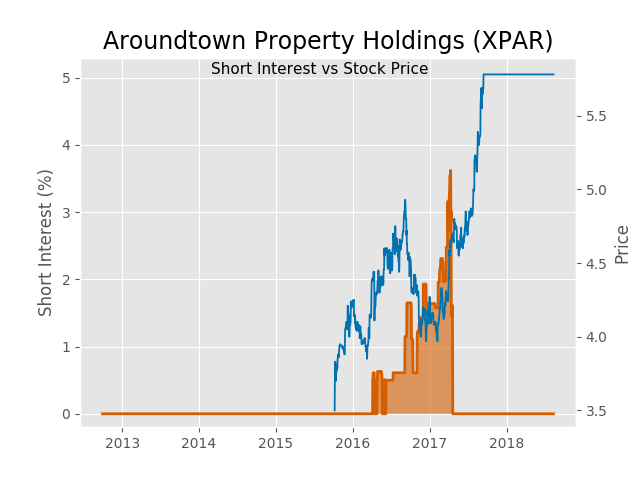 Aroundtown Property Holdings (XPAR)
Short Interest vs Stock Price
Short Interest (%)
5
4
3
2
1
0
5.5
5.0
4.5
4.0
3.5
Price
2013 2014 2015 2016 2017 2018